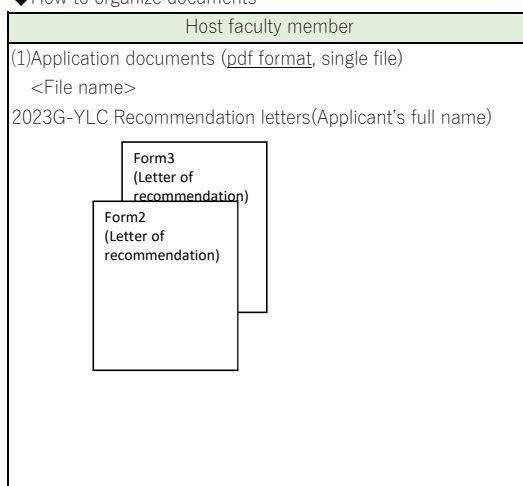 ◆How to organize documents
Host faculty member
(1)Application documents (pdf format, single file)
<File name>
2023G-YLC Recommendation letters(Applicant's full name)
Form3
(Letter of
recommendation)
Form2
(Letter of
recommendation)